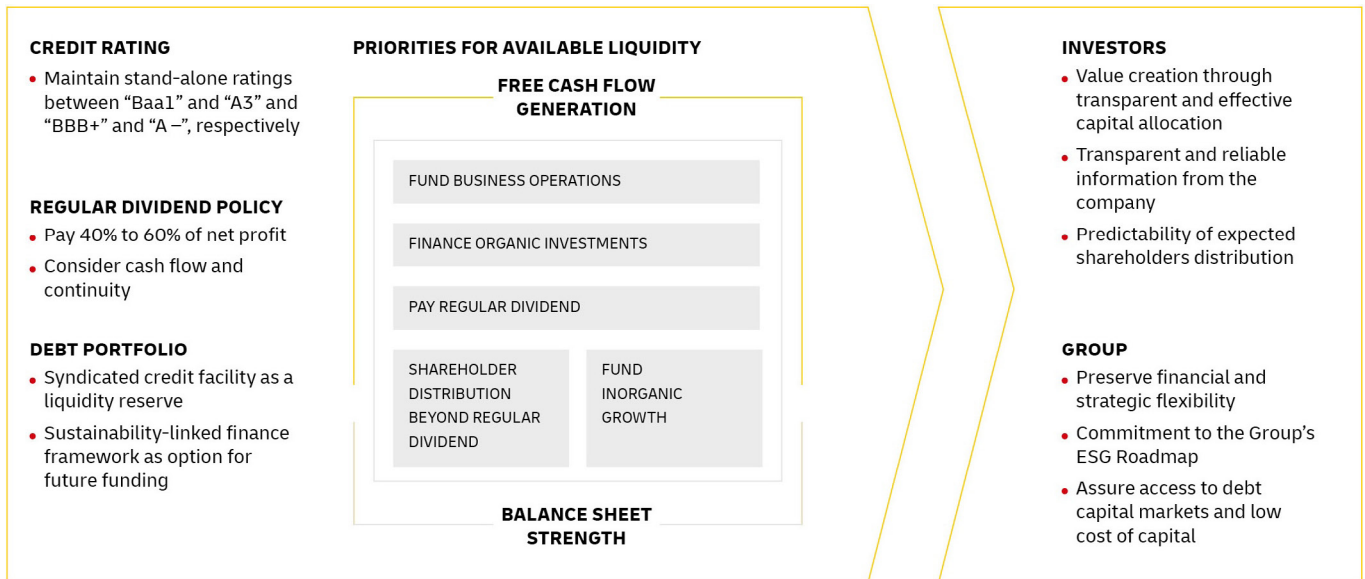 CREDIT RATING
• Maintain stand-alone ratings
between “Baa1” and “A3” and
“BBB+” and “A –”, respectively
REGULAR DIVIDEND POLICY
• Pay 40% to 60% of net profit
• Consider cash flow and
continuity
DEBT PORTFOLIO
• Syndicated credit facility as a
liquidity reserve
• Sustainability-linked finance
framework as option for
future funding
PRIORITIES FOR AVAILABLE LIQUIDITY
FREE CASH FLOW
GENERATION
FUND BUSINESS OPERATIONS
FINANCE ORGANIC INVESTMENTS
PAY REGULAR DIVIDEND
SHAREHOLDER
DISTRIBUTION
BEYOND REGULAR
DIVIDEND
FUND
INORGANIC
GROWTH
BALANCE SHEET
STRENGTH
INVESTORS
• Value creation through
transparent and effective
capital allocation
• Transparent and reliable
information from the
company
• Predictability of expected
shareholders distribution
GROUP
• Preserve financial and
strategic flexibility
• Commitment to the Group’s
ESG Roadmap
• Assure access to debt
capital markets and low
cost of capital